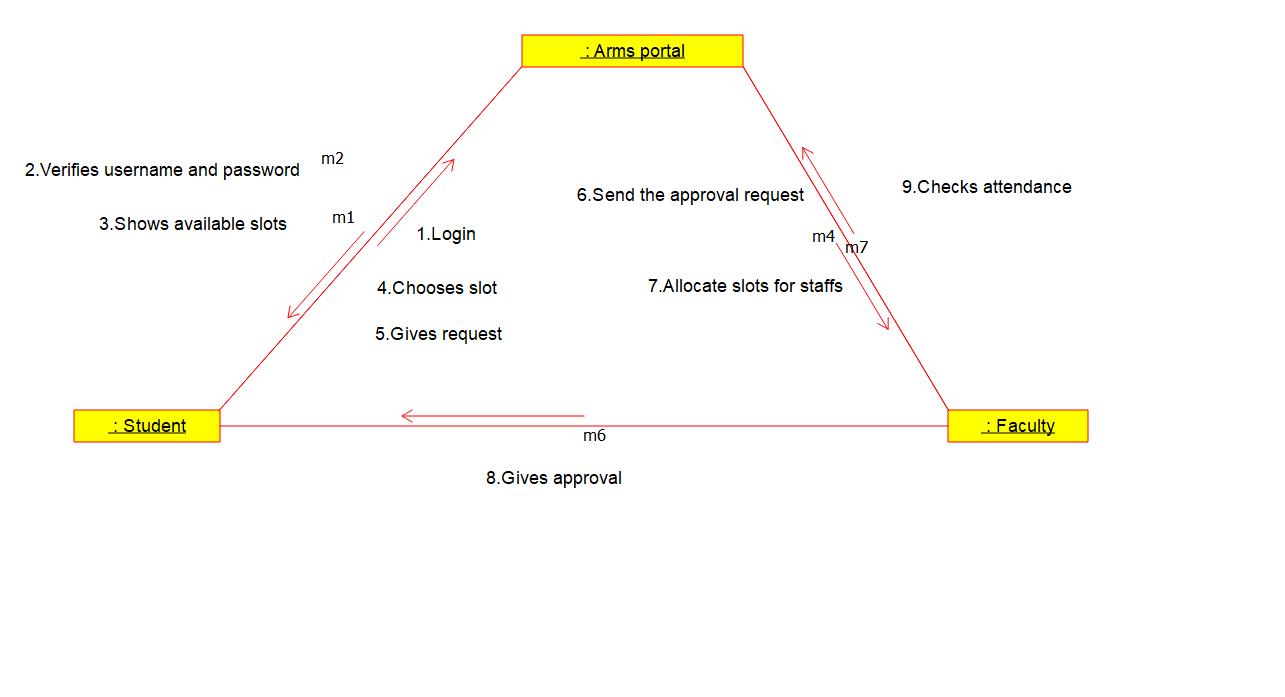 : Arms portal
m2
2.Verifies username and password
9.Checks attendance
6.Send the approval request
m1
3.Shows available slots
1.Login
m4
m7
4.Chooses slot
7.Allocate slots for staffs
5.Gives request
: Student
: Faculty
m6
8.Gives approval